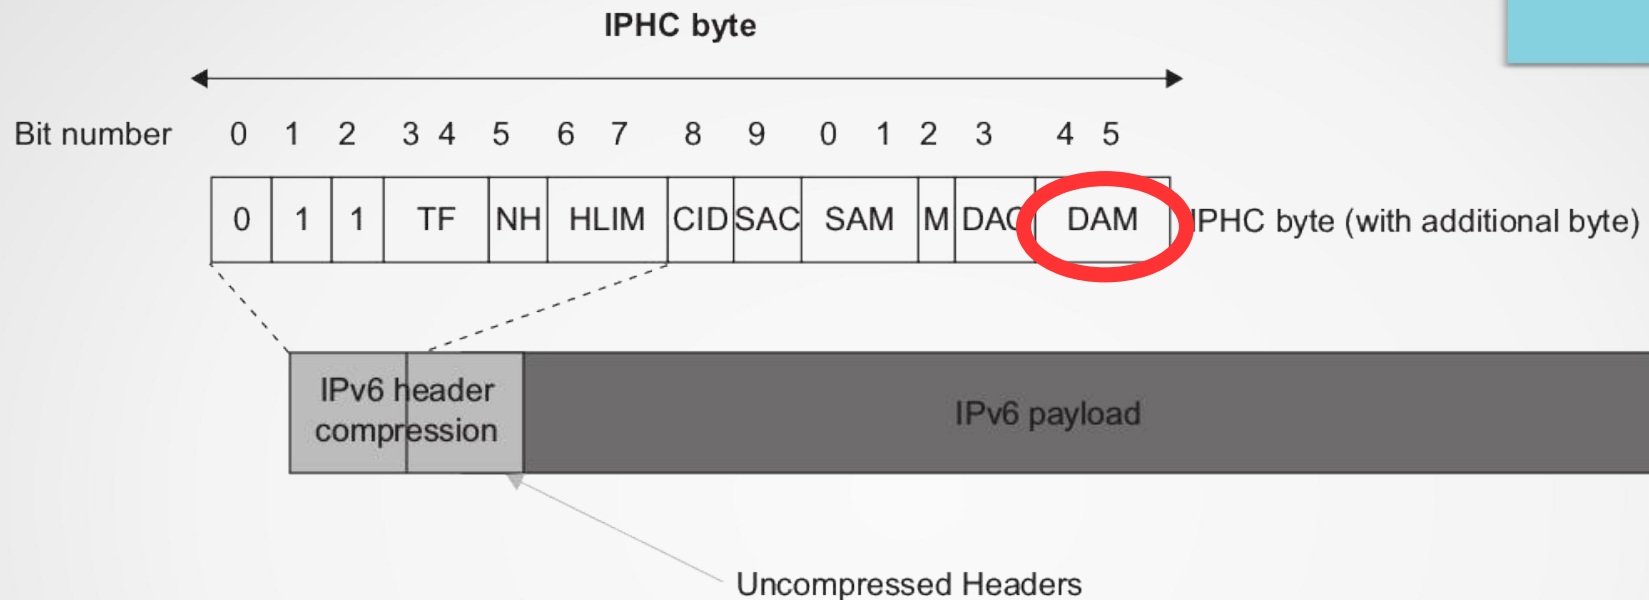 IPHC byte
Bit number 0 1 2 3 4 5 6 7 8 9 0 1 2 3 4 5
0 1 1 TF NH HLIM CID SAC SAM M DAC DAM IPHC byte (with additional byte)
IPv6 header
compression
IPv6 payload
Uncompressed Headers